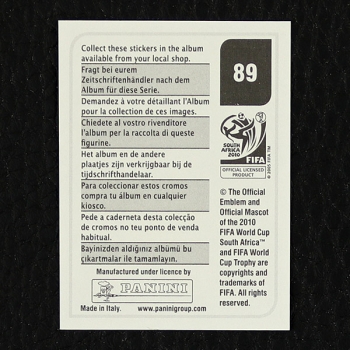 Collect these stickers in the album
available from your local shop.
Fragt bei eurem
Zeitschriftenhändler nach dem
Album für diese Serie.
Demandez à votre détaillant l'Album
pour la collection de ces images.
Chiedete al vostro rivenditore
l'album per la raccolta di queste
figurine.
Het album en de andere
plaatjes zijn verkrijgbaar bij de
tijdschrifthandelaar.
Para coleccionar estos cromos
compra tu álbum en cualquier
kiosco.
Pede a caderneta desta colecção
de cromos no teu ponto de venda
habitual.
Bayinizden aldığınız albümü bu
çıkartmalar ile tamamlayın.
Manufactured under licence by
PANINI
Made in Italy.
www.paninigroup.com
89
SOUTH AFRICA
2010
FIFA
OFFICIAL LICENSED
PRODUCT
© 2005 FIFA TM
© The Official
Emblem and
Official Mascot
of the 2010
FIFA World Cup
South Africa™
and FIFA World
Cup Trophy are
copyrights and
trademarks of
FIFA. All rights
reserved.